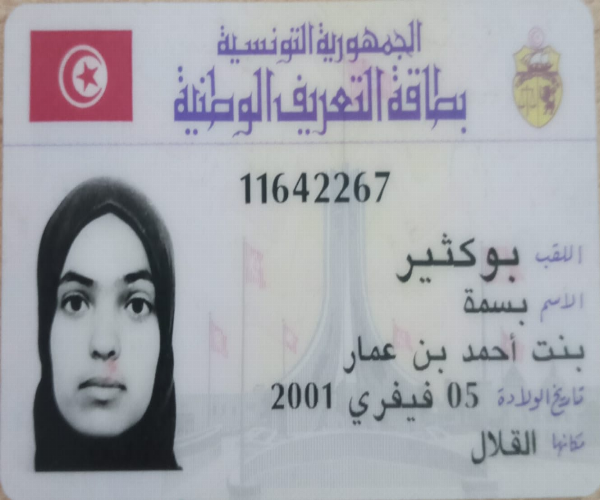 الجمهورية التونسية
بطاقة التعريف الوطنية
11642267
اللقب بوكثير
الاسم بسمة
بنت أحمد بن عمار
تاريخ الولادة 05 فيفري 2001
مكانها القلال